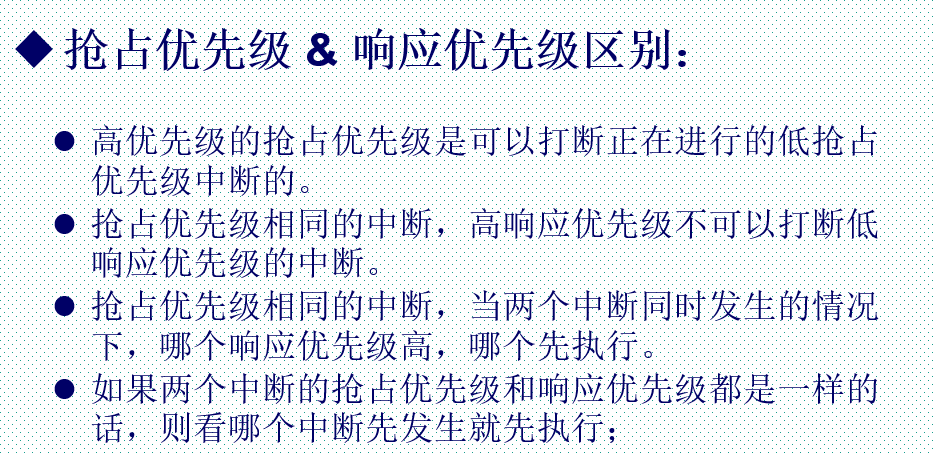 ◆ 抢占优先级 & 响应优先级区别：
● 高优先级的抢占优先级是可以打断正在进行的低抢占
优先级中断的。
● 抢占优先级相同的中断，高响应优先级不可以打断低
响应优先级的中断。
● 抢占优先级相同的中断，当两个中断同时发生的情况
下，哪个响应优先级高，哪个先执行。
● 如果两个中断的抢占优先级和响应优先级都是一样的
话，则看哪个中断先发生就先执行；